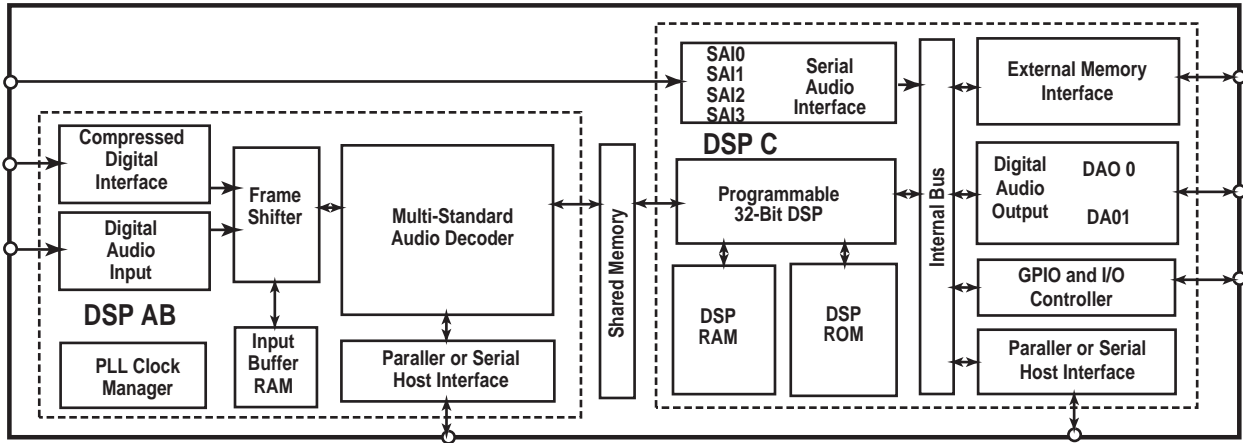 Compressed
Digital
Interface
Digital
Audio
Input
DSP AB
PLL Clock
Manager
Frame
Shifter
Input
Buffer
RAM
Multi-Standard
Audio Decoder
Paraller or Serial
Host Interface
Shared Memory
SAI0
SAI1
SAI2
SAI3
Serial
Audio
Interface
DSP C
Programmable
32-Bit DSP
DSP
RAM
DSP
ROM
Internal Bus
External Memory
Interface
Digital
Audio
Output
DAO 0
DA01
GPIO and I/O
Controller
Paraller or Serial
Host Interface